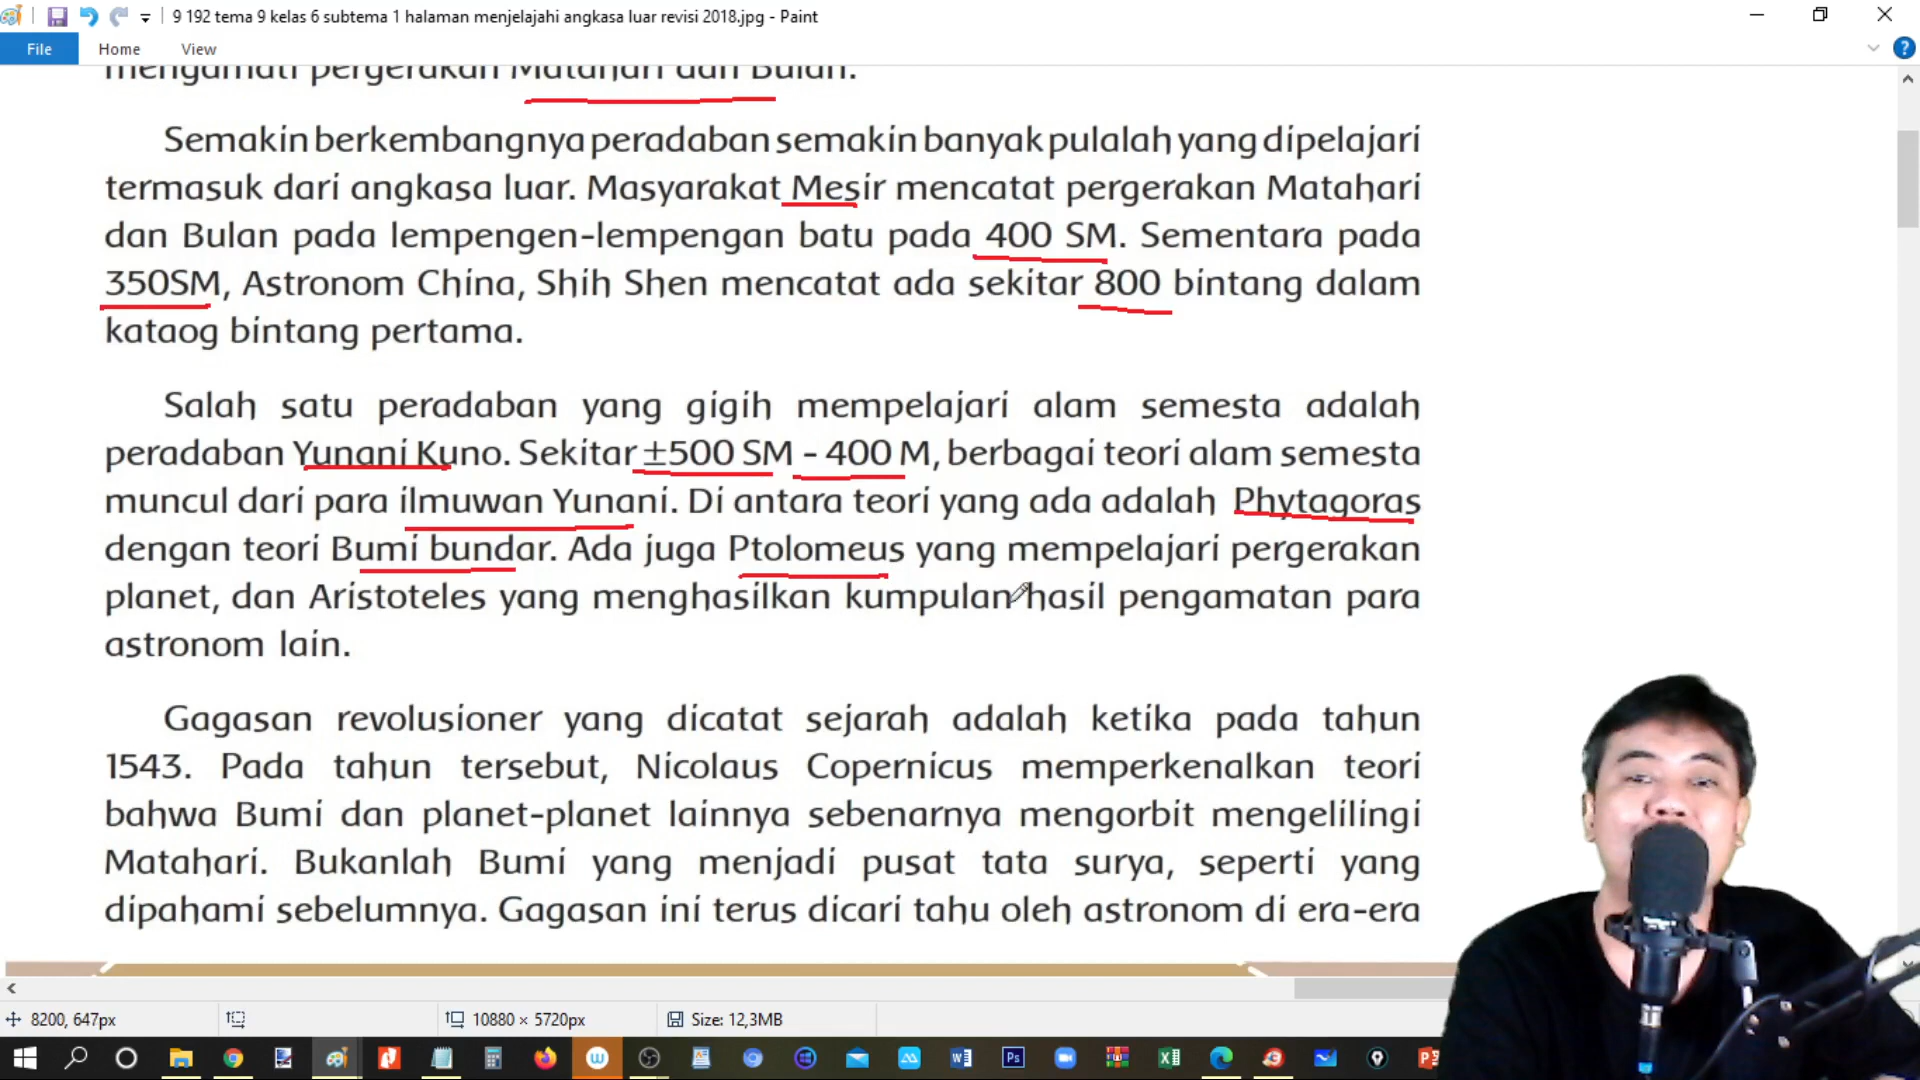 9 192 tema 9 kelas 6 subtema 1 halaman menjelajahi angkasa luar revisi 2018.jpg - Paint
File Home View
mengamati pergerakan Matahari dan Bulan.
Semakin berkembangnya peradaban semakin banyak pulalah yang dipelajari
termasuk dari angkasa luar. Masyarakat Mesir mencatat pergerakan Matahari
dan Bulan pada lempengen-lempengan batu pada 400 SM. Sementara pada
350SM, Astronom China, Shih Shen mencatat ada sekitar 800 bintang dalam
kataog bintang pertama.
Salah satu peradaban yang gigih mempelajari alam semesta adalah
peradaban Yunani Kuno. Sekitar ±500 SM - 400 M, berbagai teori alam semesta
muncul dari para ilmuwan Yunani. Di antara teori yang ada adalah Phytagoras
dengan teori Bumi bundar. Ada juga Ptolomeus yang mempelajari pergerakan
planet, dan Aristoteles yang menghasilkan kumpulan hasil pengamatan para
astronom lain.
Gagasan revolusioner yang dicatat sejarah adalah ketika pada tahun
1543. Pada tahun tersebut, Nicolaus Copernicus memperkenalkan teori
bahwa Bumi dan planet-planet lainnya sebenarnya mengorbit mengelilingi
Matahari. Bukanlah Bumi yang menjadi pusat tata surya, seperti yang
dipahami sebelumnya. Gagasan ini terus dicari tahu oleh astronom di era-era
8200, 647px 10880 × 5720px Size: 12,3MB